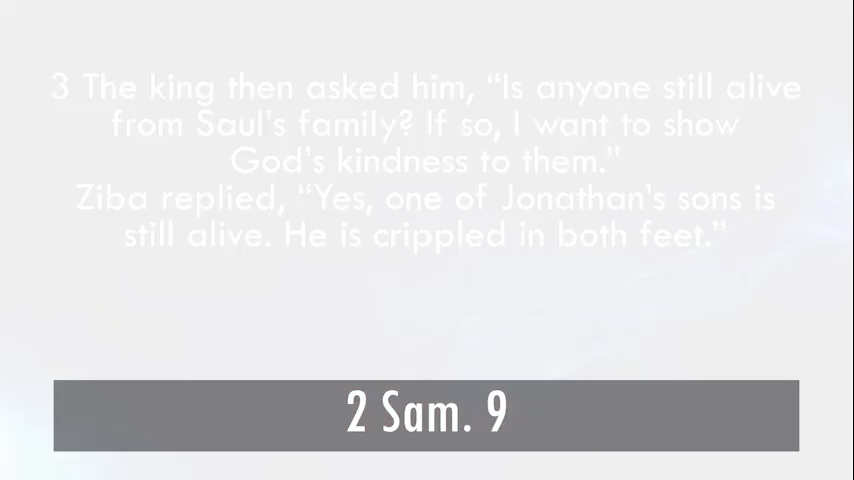 3 The king then asked him, “Is anyone still alive
from Saul’s family? If so, I want to show
God’s kindness to them.”
Ziba replied, “Yes, one of Jonathan’s sons is
still alive. He is crippled in both feet.”
2 Sam. 9